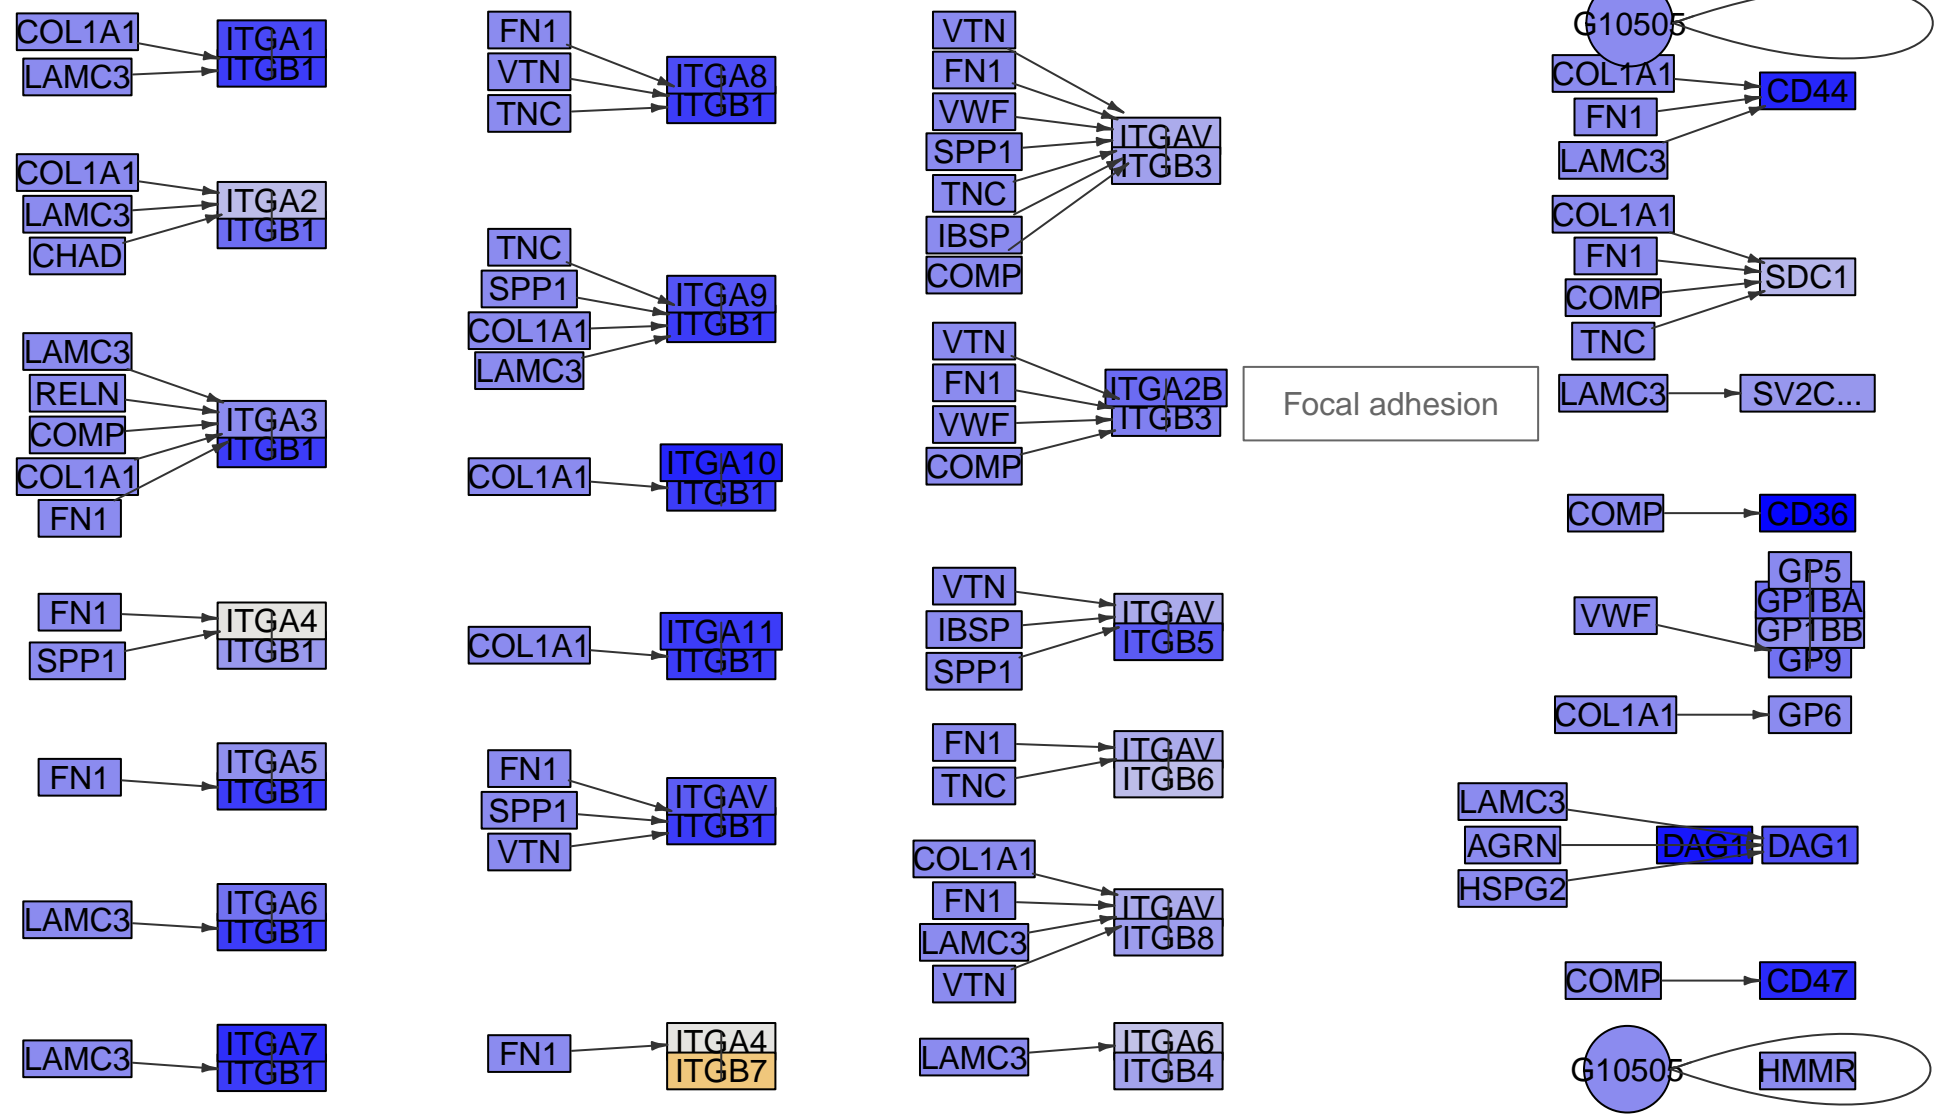 COL1A1
LAMC3
ITGA1
ITGB1
COL1A1
LAMC3
CHAD
ITGA2
ITGB1
LAMC3
RELN
COMP
COL1A1
FN1
ITGA3
ITGB1
FN1
SPP1
ITGA4
ITGB1
FN1
ITGA5
ITGB1
LAMC3
ITGA6
ITGB1
LAMC3
ITGA7
ITGB1
FN1
VTN
TNC
ITGA8
ITGB1
TNC
SPP1
COL1A1
LAMC3
ITGA9
ITGB1
COL1A1
ITGA10
ITGB1
COL1A1
ITGA11
ITGB1
FN1
SPP1
VTN
ITGAV
ITGB1
FN1
ITGA4
ITGB7
VTN
FN1
VWF
SPP1
TNC
IBSP
COMP
ITGAV
ITGB3
VTN
FN1
VWF
COMP
ITGA2B
ITGB3
Focal adhesion
VTN
IBSP
SPP1
ITGAV
ITGB5
FN1
TNC
ITGAV
ITGB6
COL1A1
FN1
LAMC3
VTN
ITGAV
ITGB8
LAMC3
ITGA6
ITGB4
G10505
COL1A1
FN1
LAMC3
CD44
COL1A1
FN1
COMP
TNC
SDC1
LAMC3
SV2C...
COMP
CD36
VWF
GP5
GP1BA
GP1BB
GP9
COL1A1
GP6
LAMC3
AGRN
HSPG2
DAG1
DAG1
COMP
CD47
G10505
HMMR